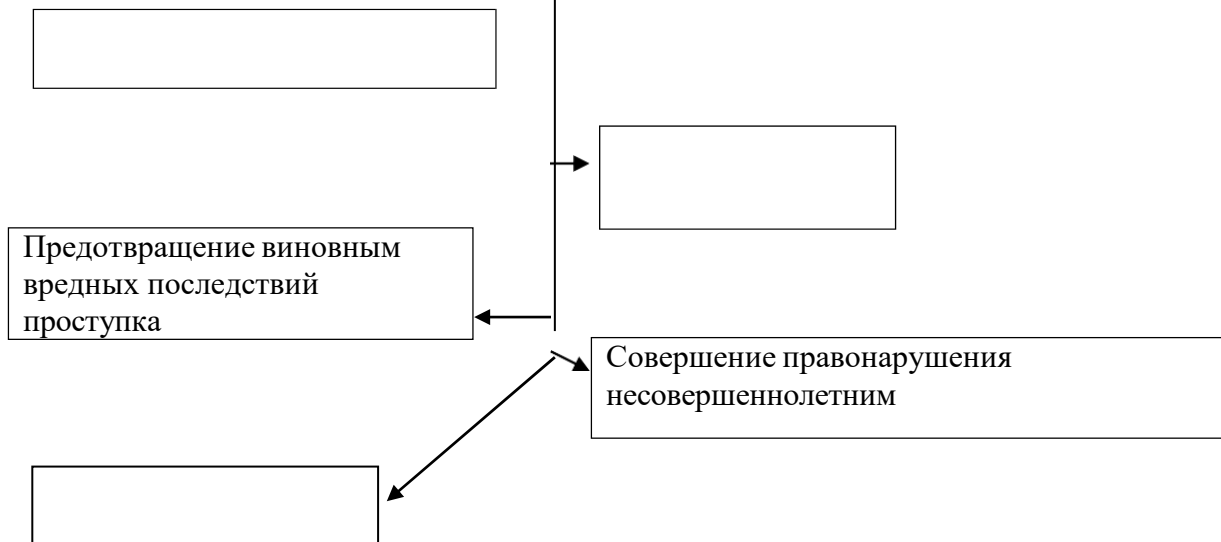 Предотвращение виновным
вредных последствий
проступка
Совершение правонарушения
несовершеннолетним